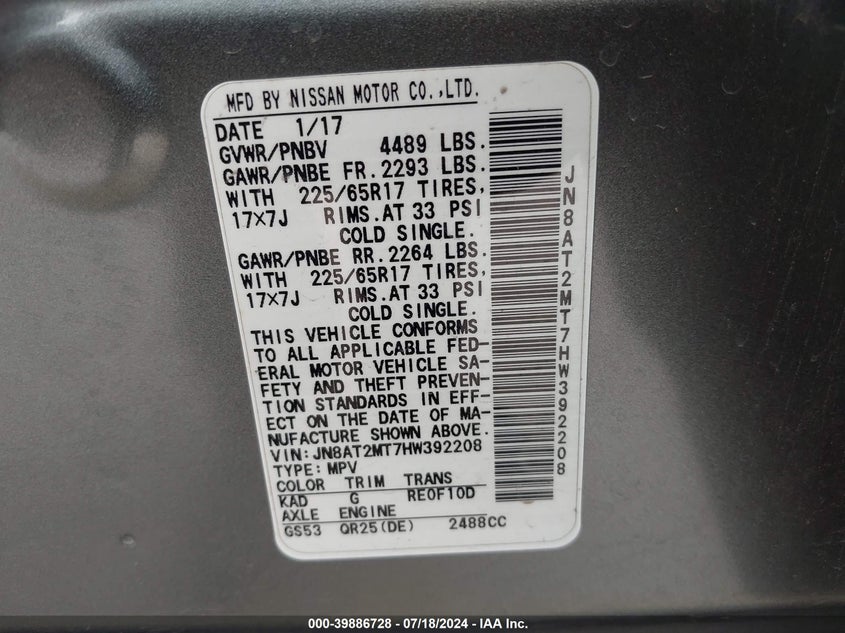 MFD BY NISSAN MOTOR CO.,LTD.
DATE 1/17
GVWR/PNBV 4489 LBS.
GAWR/PNBE FR.2293 LBS.
WITH 225/65R17 TIRES,
17X7J RIMS.AT 33 PSI
COLD SINGLE.
GAWR/PNBE RR.2264 LBS.
WITH 225/65R17 TIRES,
17X7J RIMS.AT 33 PSI
COLD SINGLE.
THIS VEHICLE CONFORMS
TO ALL APPLICABLE FED-
ERAL MOTOR VEHICLE SA-
FETY AND THEFT PREVEN-
TION STANDARDS IN EFF-
ECT ON THE DATE OF MA-
NUFACTURE SHOWN ABOVE.
VIN:JN8AT2MT7HW392208
TYPE:MPV
COLOR TRIM TRANS
KAD G RE0F10D
AXLE ENGINE
GS53 QR25(DE) 2488CC
JN8AT2MT7HW392208
000-39886728 - 07/18/2024 - IAA Inc.